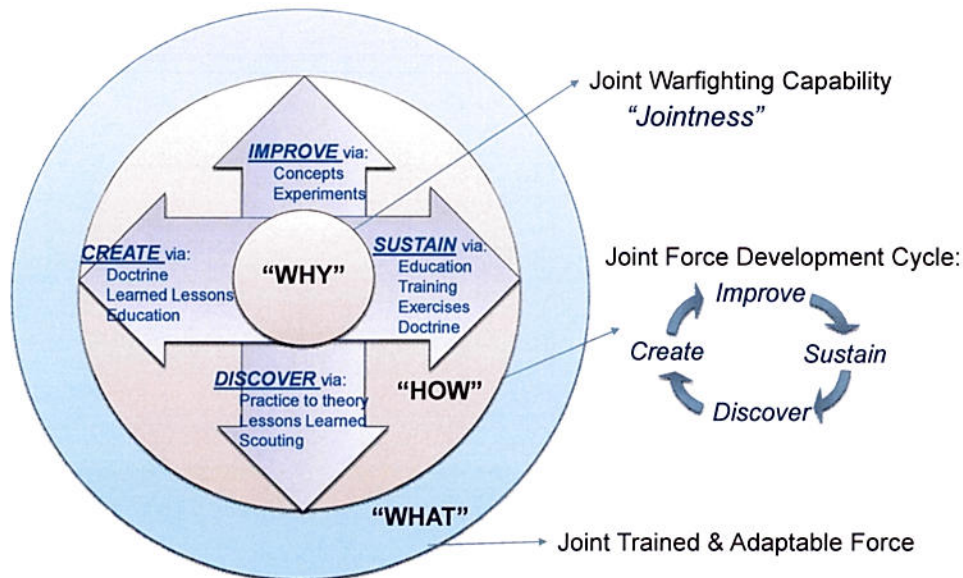 IMPROVE via:
Concepts
Experiments
CREATE via:
Doctrine
Learned Lessons
Education
"WHY"
SUSTAIN via:
Education
Training
Exercises
Doctrine
DISCOVER via:
Practice to theory
Lessons Learned
Scouting
"HOW"
"WHAT"
Joint Warfighting Capability
"Jointness"
Joint Force Development Cycle:
Improve
Create
Sustain
Discover
Joint Trained & Adaptable Force